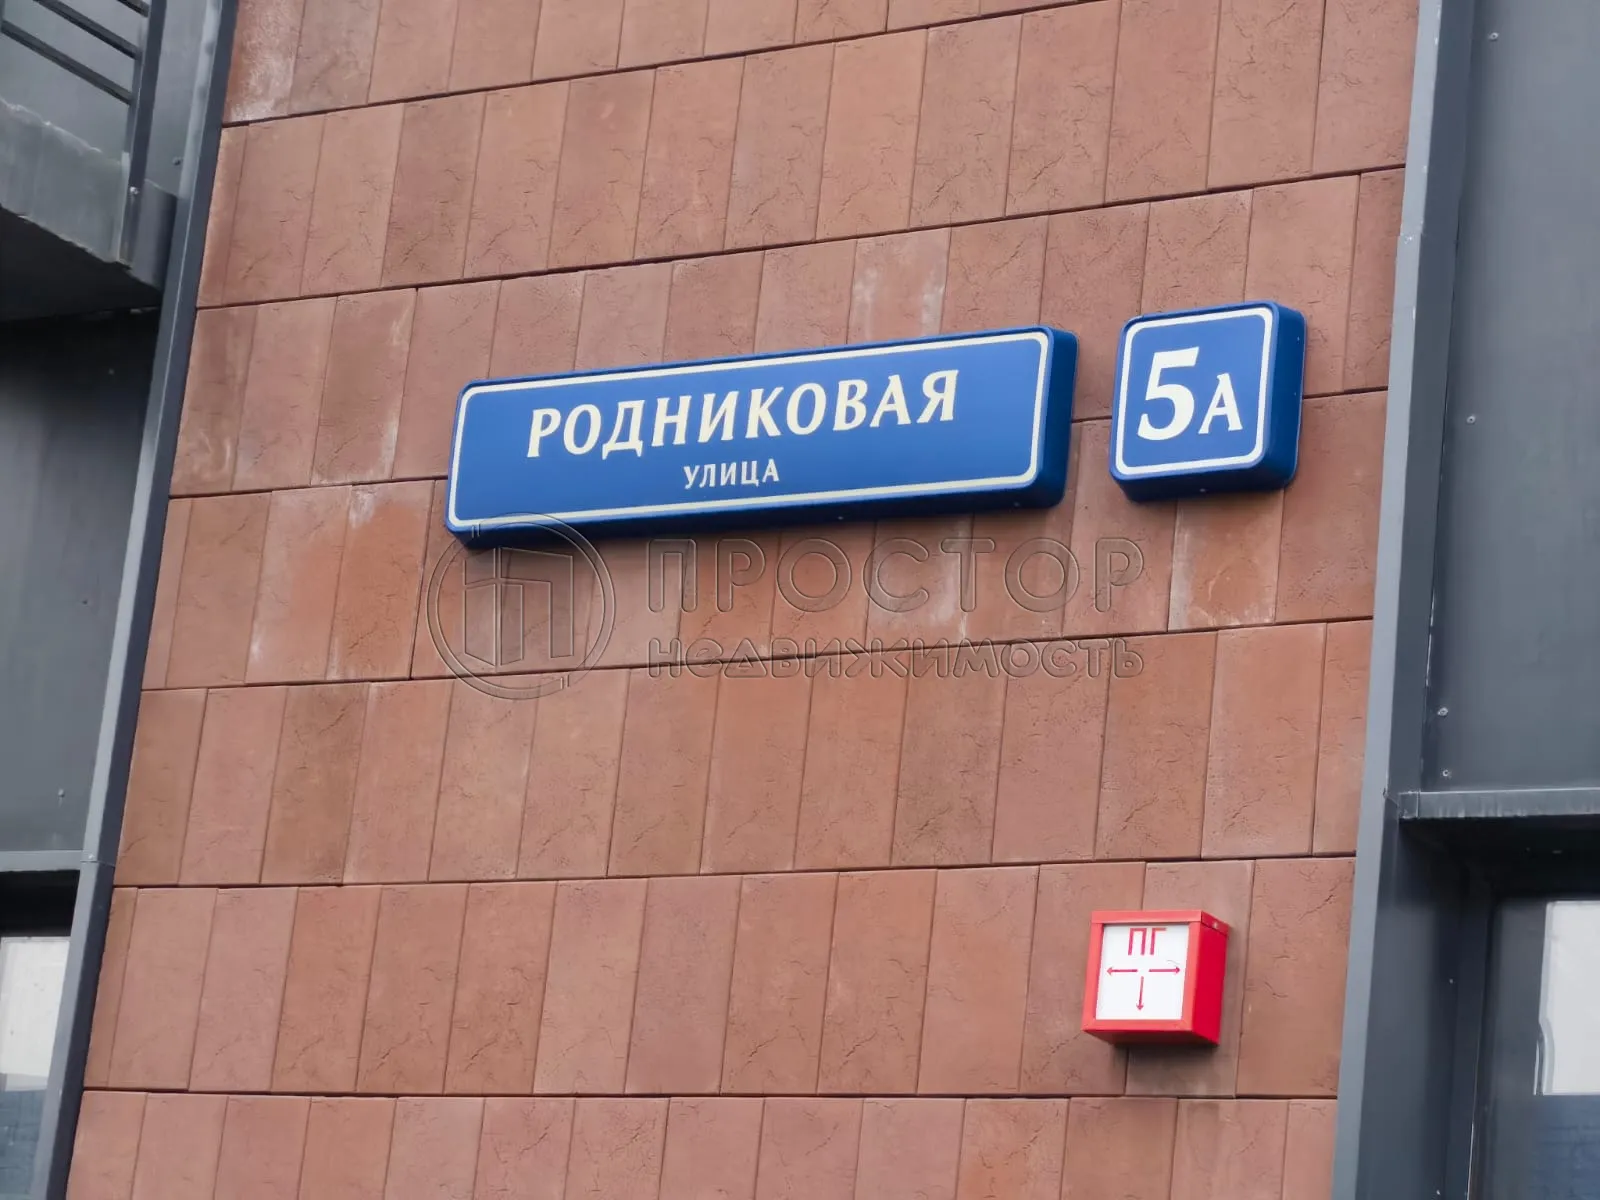 РОДНИКОВАЯ
УЛИЦА
5А
ПРОСТОР
НЕДВИЖИМОСТЬ
ПГ